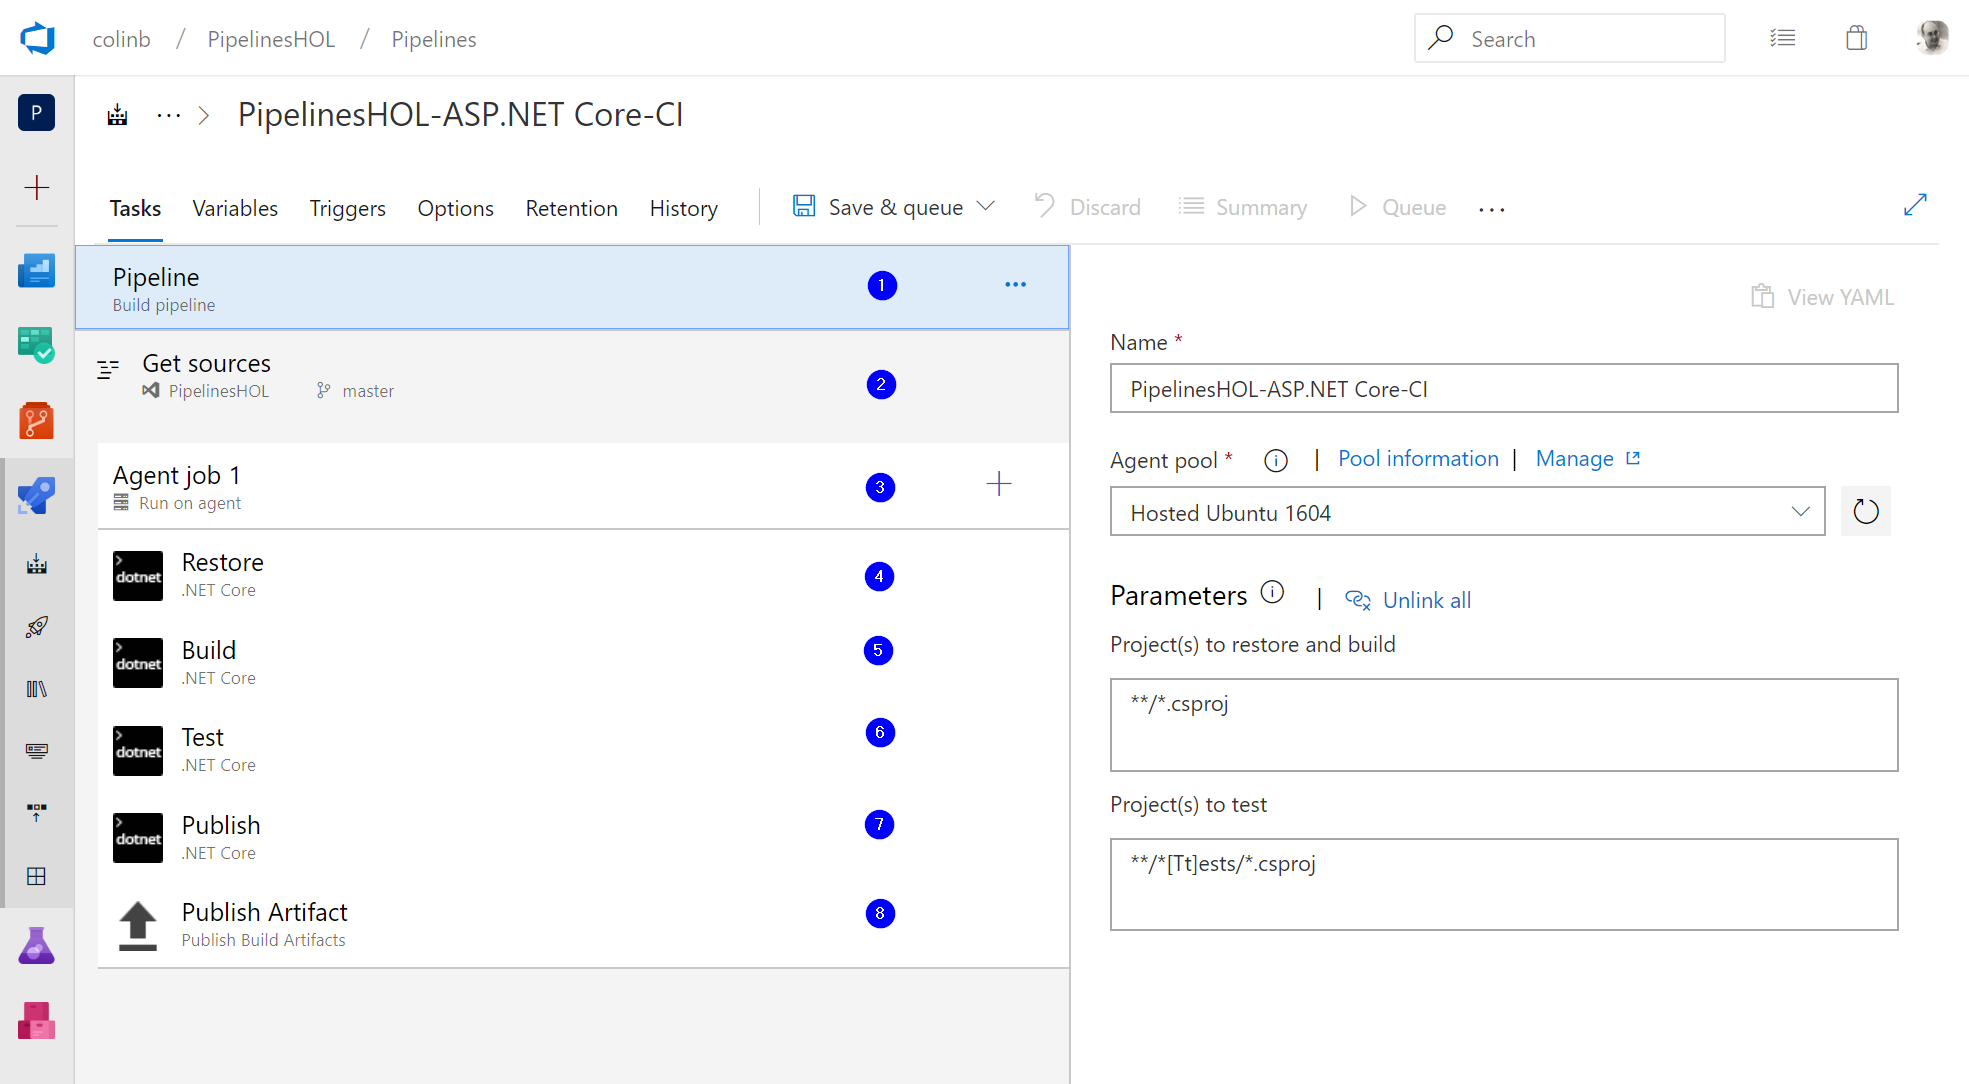 colinb / PipelinesHOL / Pipelines
Search
P
... > PipelinesHOL-ASP.NET Core-CI
Tasks Variables Triggers Options Retention History Save & queue Discard Summary Queue ...
Pipeline
Build pipeline
1
...
Get sources
PipelinesHOL master
2
Agent job 1
Run on agent
3
Restore
.NET Core
4
Build
.NET Core
5
Test
.NET Core
6
Publish
.NET Core
7
Publish Artifact
Publish Build Artifacts
8
>
dotnet
>
dotnet
>
dotnet
>
dotnet
View YAML
Name *
PipelinesHOL-ASP.NET Core-CI
Agent pool * | Pool information | Manage
Hosted Ubuntu 1604
Parameters | Unlink all
Project(s) to restore and build
**/*.csproj
Project(s) to test
**/*[Tt]ests/*.csproj